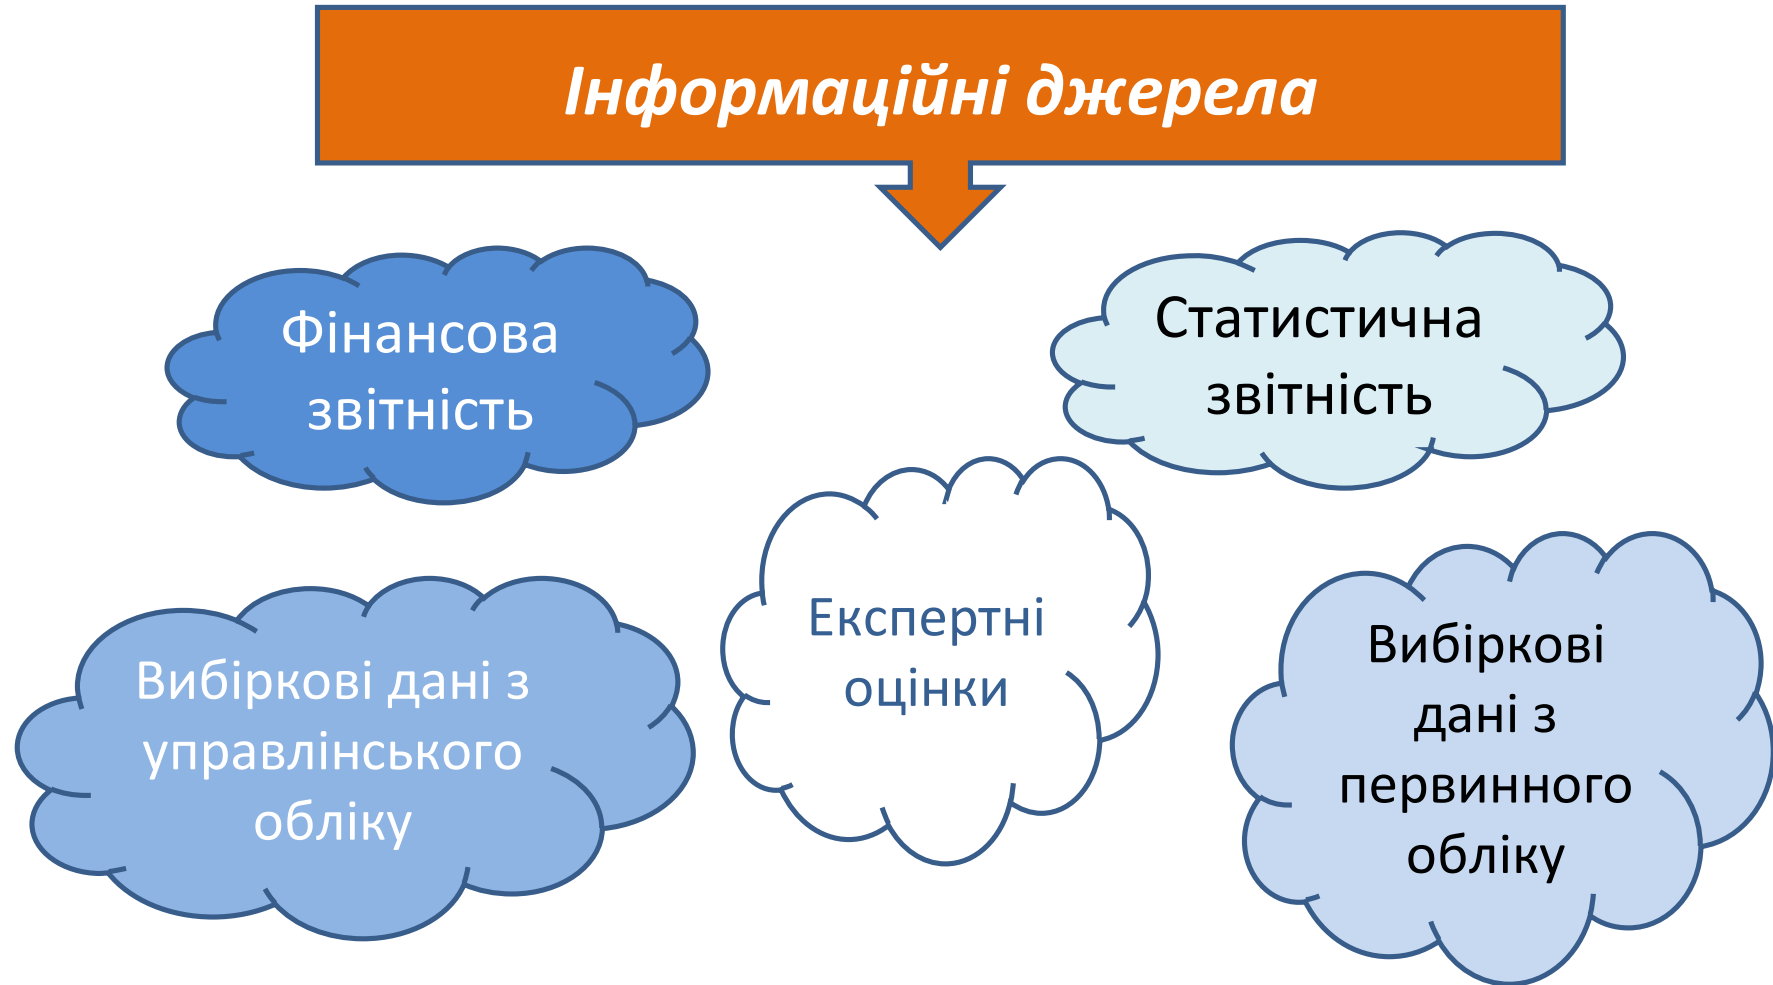 Інформаційні джерела
Фінансова
звітність
Статистична
звітність
Експертні
оцінки
Вибіркові дані з
управлінського
обліку
Вибіркові
дані з
первинного
обліку